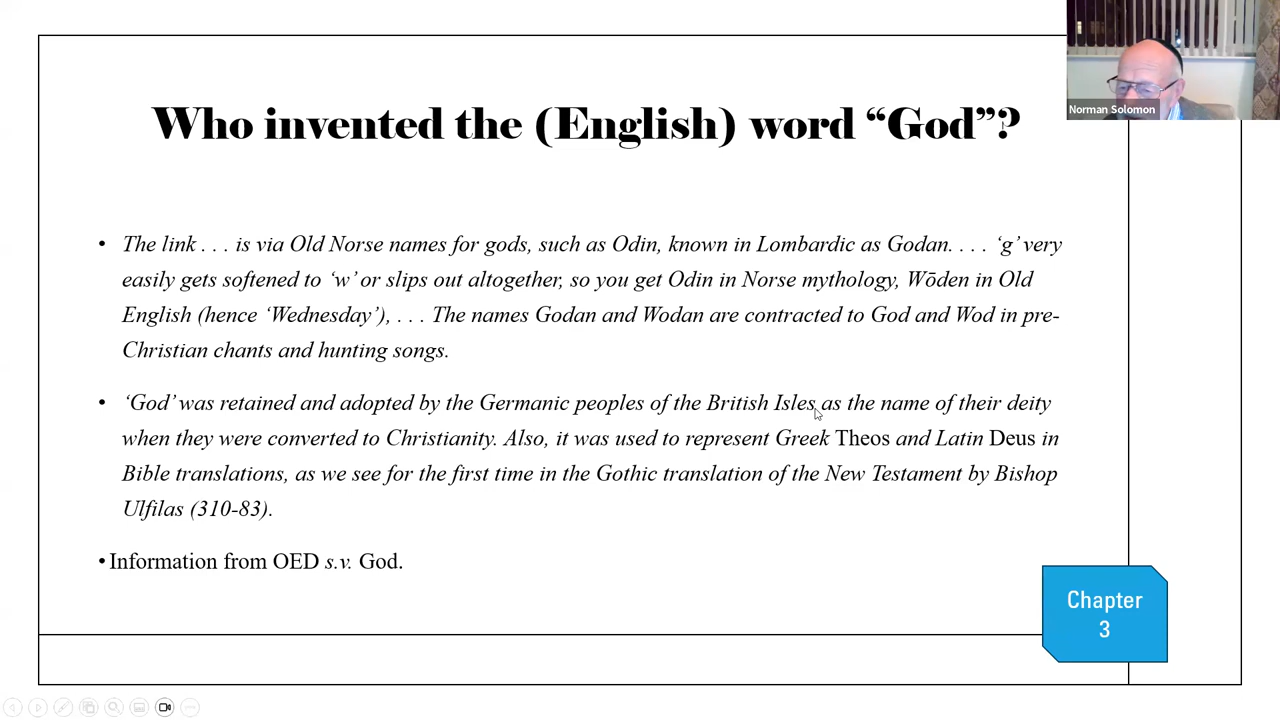 Norman Solomon
Who invented the (English) word “God”?
• The link . . . is via Old Norse names for gods, such as Odin, known in Lombardic as Godan. . . . ‘g’ very
easily gets softened to ‘w’ or slips out altogether, so you get Odin in Norse mythology, Wōden in Old
English (hence ‘Wednesday’), . . . The names Godan and Wodan are contracted to God and Wod in pre-
Christian chants and hunting songs.
• ‘God’ was retained and adopted by the Germanic peoples of the British Isles as the name of their deity
when they were converted to Christianity. Also, it was used to represent Greek Theos and Latin Deus in
Bible translations, as we see for the first time in the Gothic translation of the New Testament by Bishop
Ulfilas (310-83).
• Information from OED s.v. God.
Chapter
3